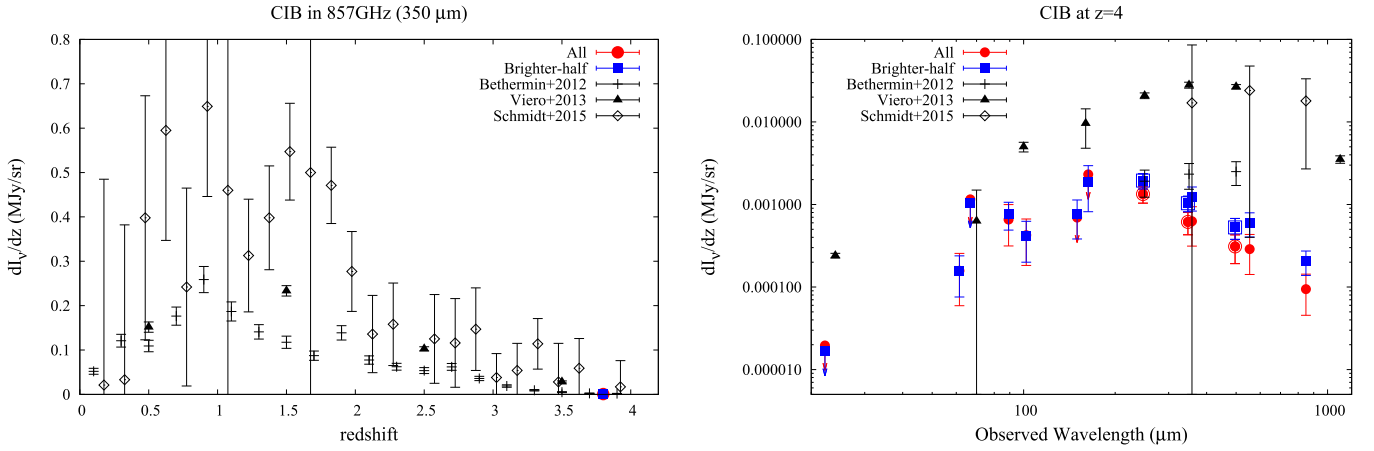 CIB in 857GHz (350 μm)
0.8
0.7
0.6
0.5
0.4
0.3
0.2
0.1
0
dIν/dz (MJy/sr)
All
Brighter-half
Bethermin+2012
Viero+2013
Schmidt+2015
0 0.5 1 1.5 2 2.5 3 3.5 4
redshift
CIB at z=4
0.100000
0.010000
0.001000
0.000100
0.000010
dIν/dz (MJy/sr)
All
Brighter-half
Bethermin+2012
Viero+2013
Schmidt+2015
100 1000
Observed Wavelength (μm)